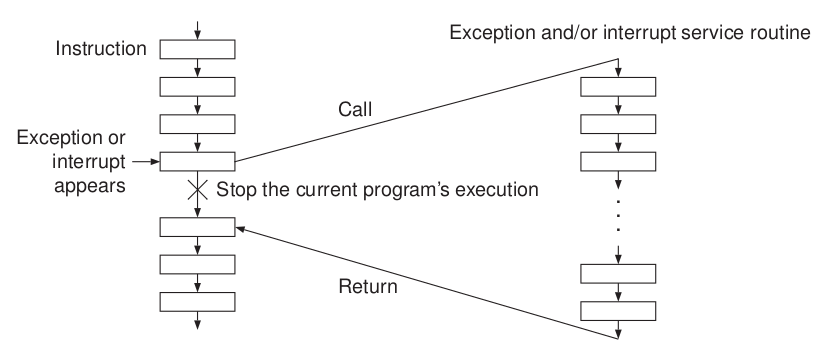 Exception and/or interrupt service routine
Instruction
Call
Exception or
interrupt
appears
Stop the current program's execution
Return